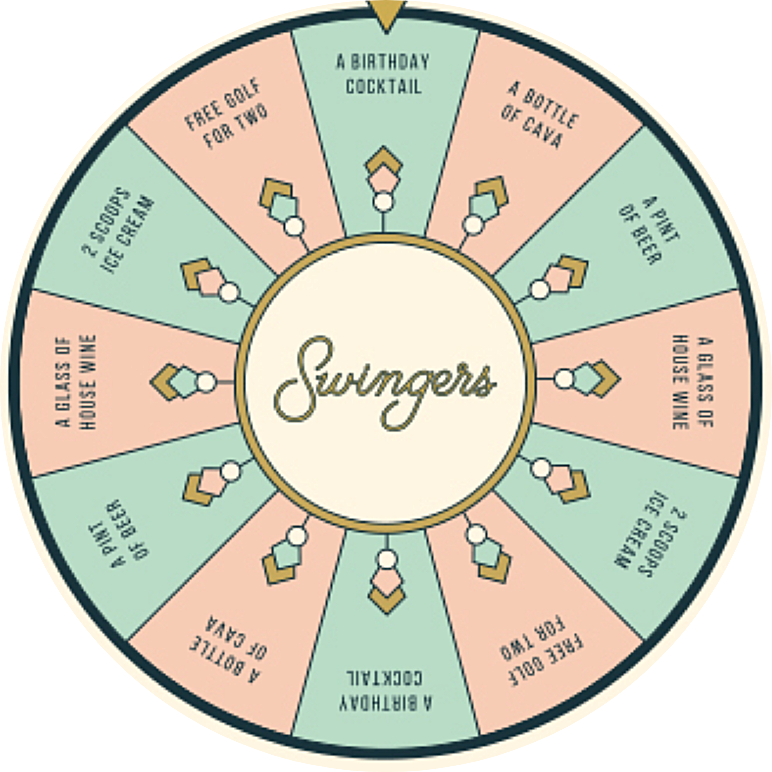 A BIRTHDAY
COCKTAIL
A BOTTLE
OF CAVA
A PINT
OF BEER
A GLASS OF
HOUSE WINE
2 SCOOPS
ICE CREAM
FREE GOLF
FOR TWO
A BIRTHDAY
COCKTAIL
A BOTTLE
OF CAVA
A PINT
OF BEER
A GLASS OF
HOUSE WINE
2 SCOOPS
ICE CREAM
FREE GOLF
FOR TWO
Swingers